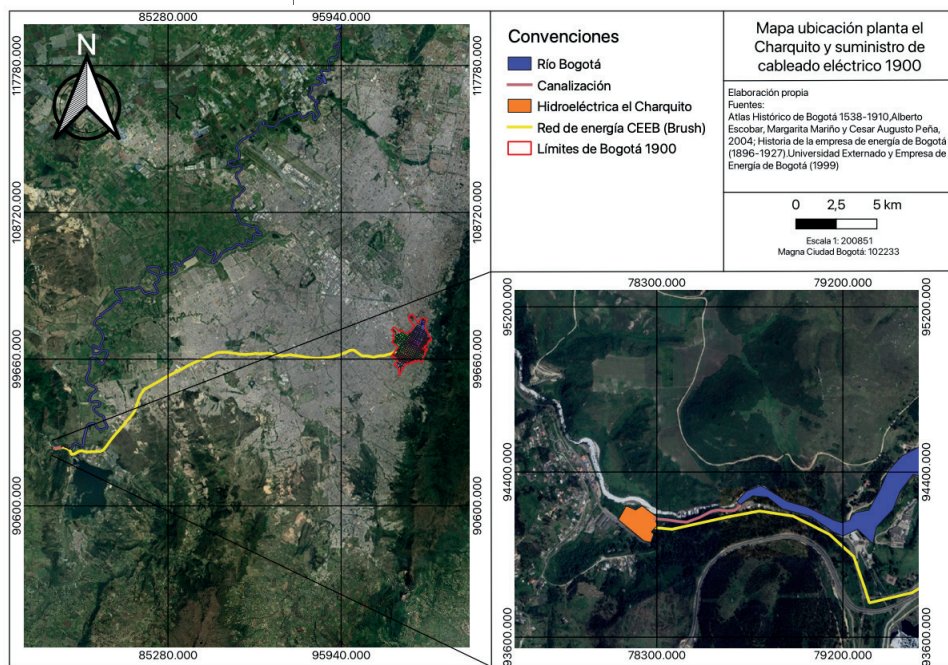 85280.000
95940.000
117780.000
108720.000
99660.000
90600.000
N
117780.000
108720.000
99660.000
90600.000
85280.000
95940.000
Convenciones
Río Bogotá
Canalización
Hidroeléctrica el Charquito
Red de energía CEEB (Brush)
Límites de Bogotá 1900
Mapa ubicación planta el
Charquito y suministro de
cableado eléctrico 1900
Elaboración propia
Fuentes:
Atlas Histórico de Bogotá 1538-1910,Alberto
Escobar, Margarita Mariño y Cesar Augusto Peña,
2004; Historia de la empresa de energía de Bogotá
(1896-1927).Universidad Externado y Empresa de
Energía de Bogotá (1999)
0 2,5 5 km
Escala 1: 200851
Magna Ciudad Bogotá: 102233
78300.000
79200.000
95200.000
94400.000
93600.000
95200.000
94400.000
93600.000
78300.000
79200.000